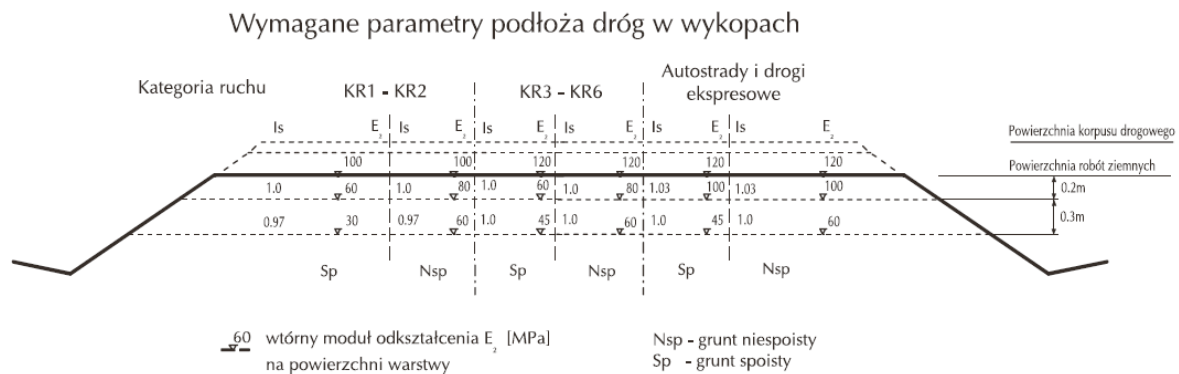 Wymagane parametry podłoża dróg w wykopach
Autostrady i drogi
Kategoria ruchu KR1 - KR2 KR3 - KR6 ekspresowe
Is E₂ Is E₂ Is E₂ Is E₂ Is E₂ Is E₂
Powierzchnia korpusu drogowego
100 100 120 120 120 120
Powierzchnia robót ziemnych
1.0 60 1.0 80 1.0 60 1.0 80 1.03 100 1.03 100 0.2m
0.97 30 0.97 60 1.0 45 1.0 60 1.0 45 1.0 60 0.3m
Sp Nsp Sp Nsp Sp Nsp
60 wtórny moduł odkształcenia E₂ [MPa] Nsp - grunt niespoisty
na powierzchni warstwy Sp - grunt spoisty